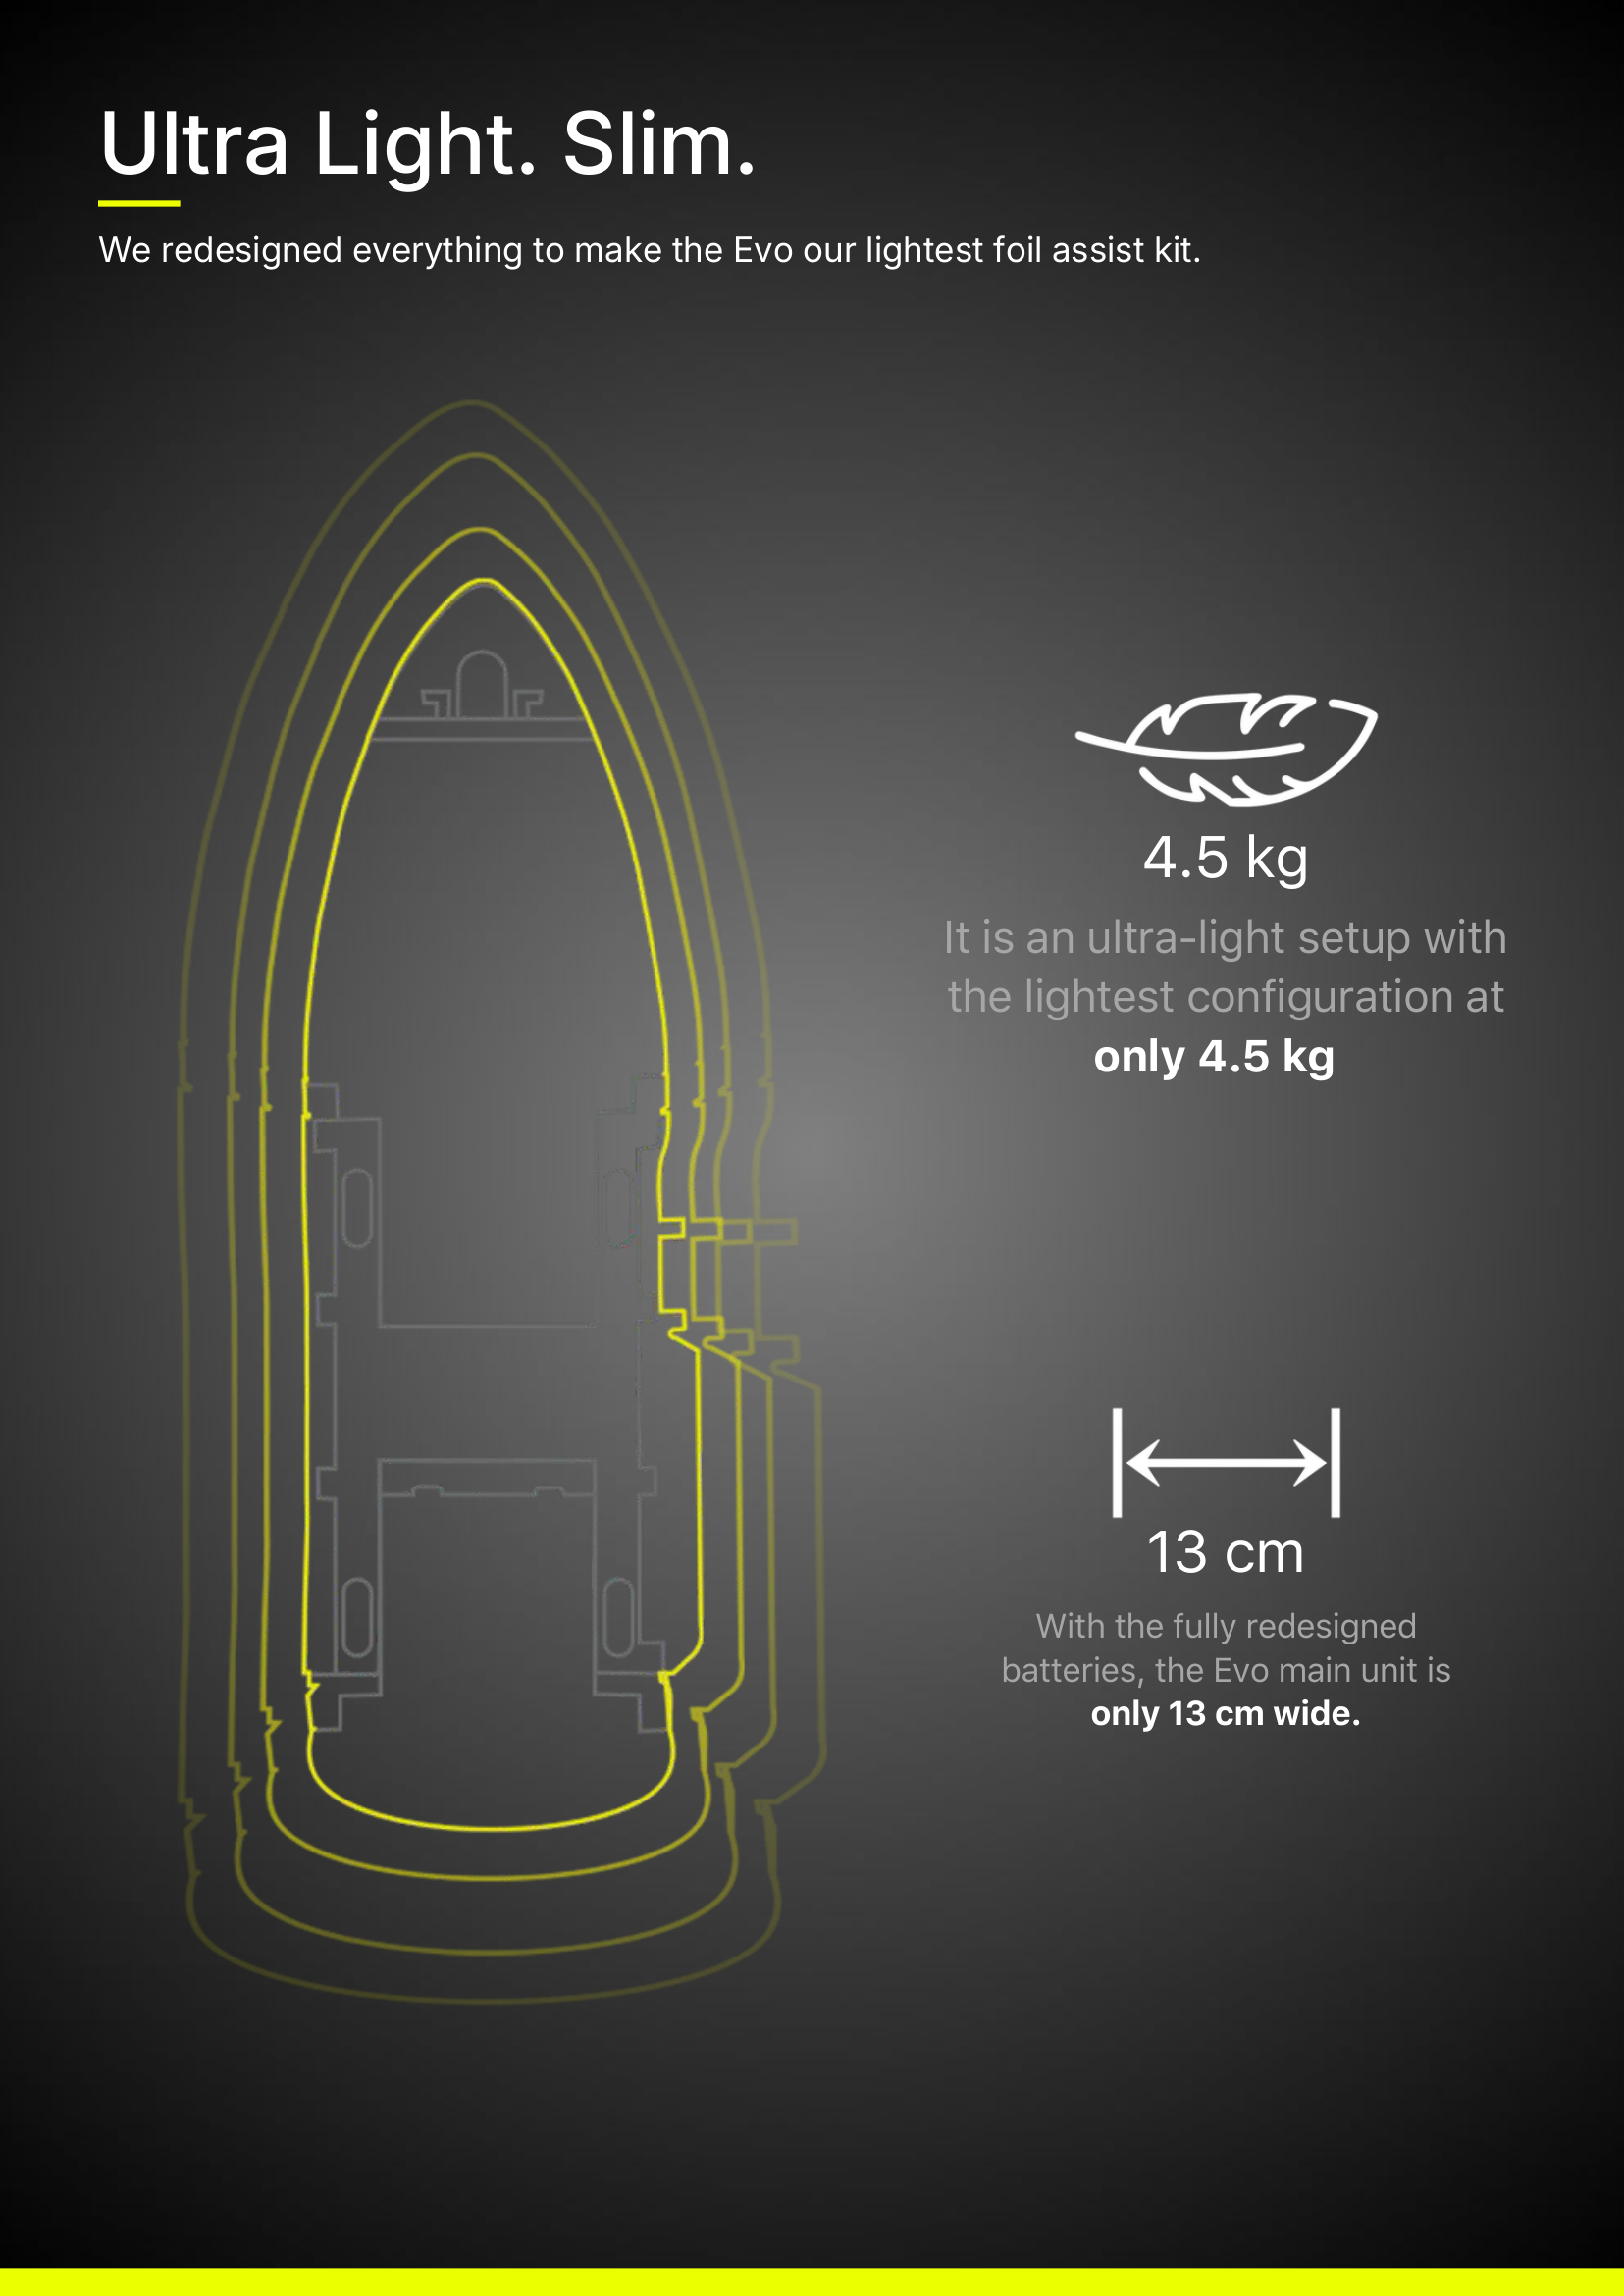 Ultra Light. Slim.
We redesigned everything to make the Evo our lightest foil assist kit.
4.5 kg
It is an ultra-light setup with
the lightest configuration at
only 4.5 kg
13 cm
With the fully redesigned
batteries, the Evo main unit is
only 13 cm wide.